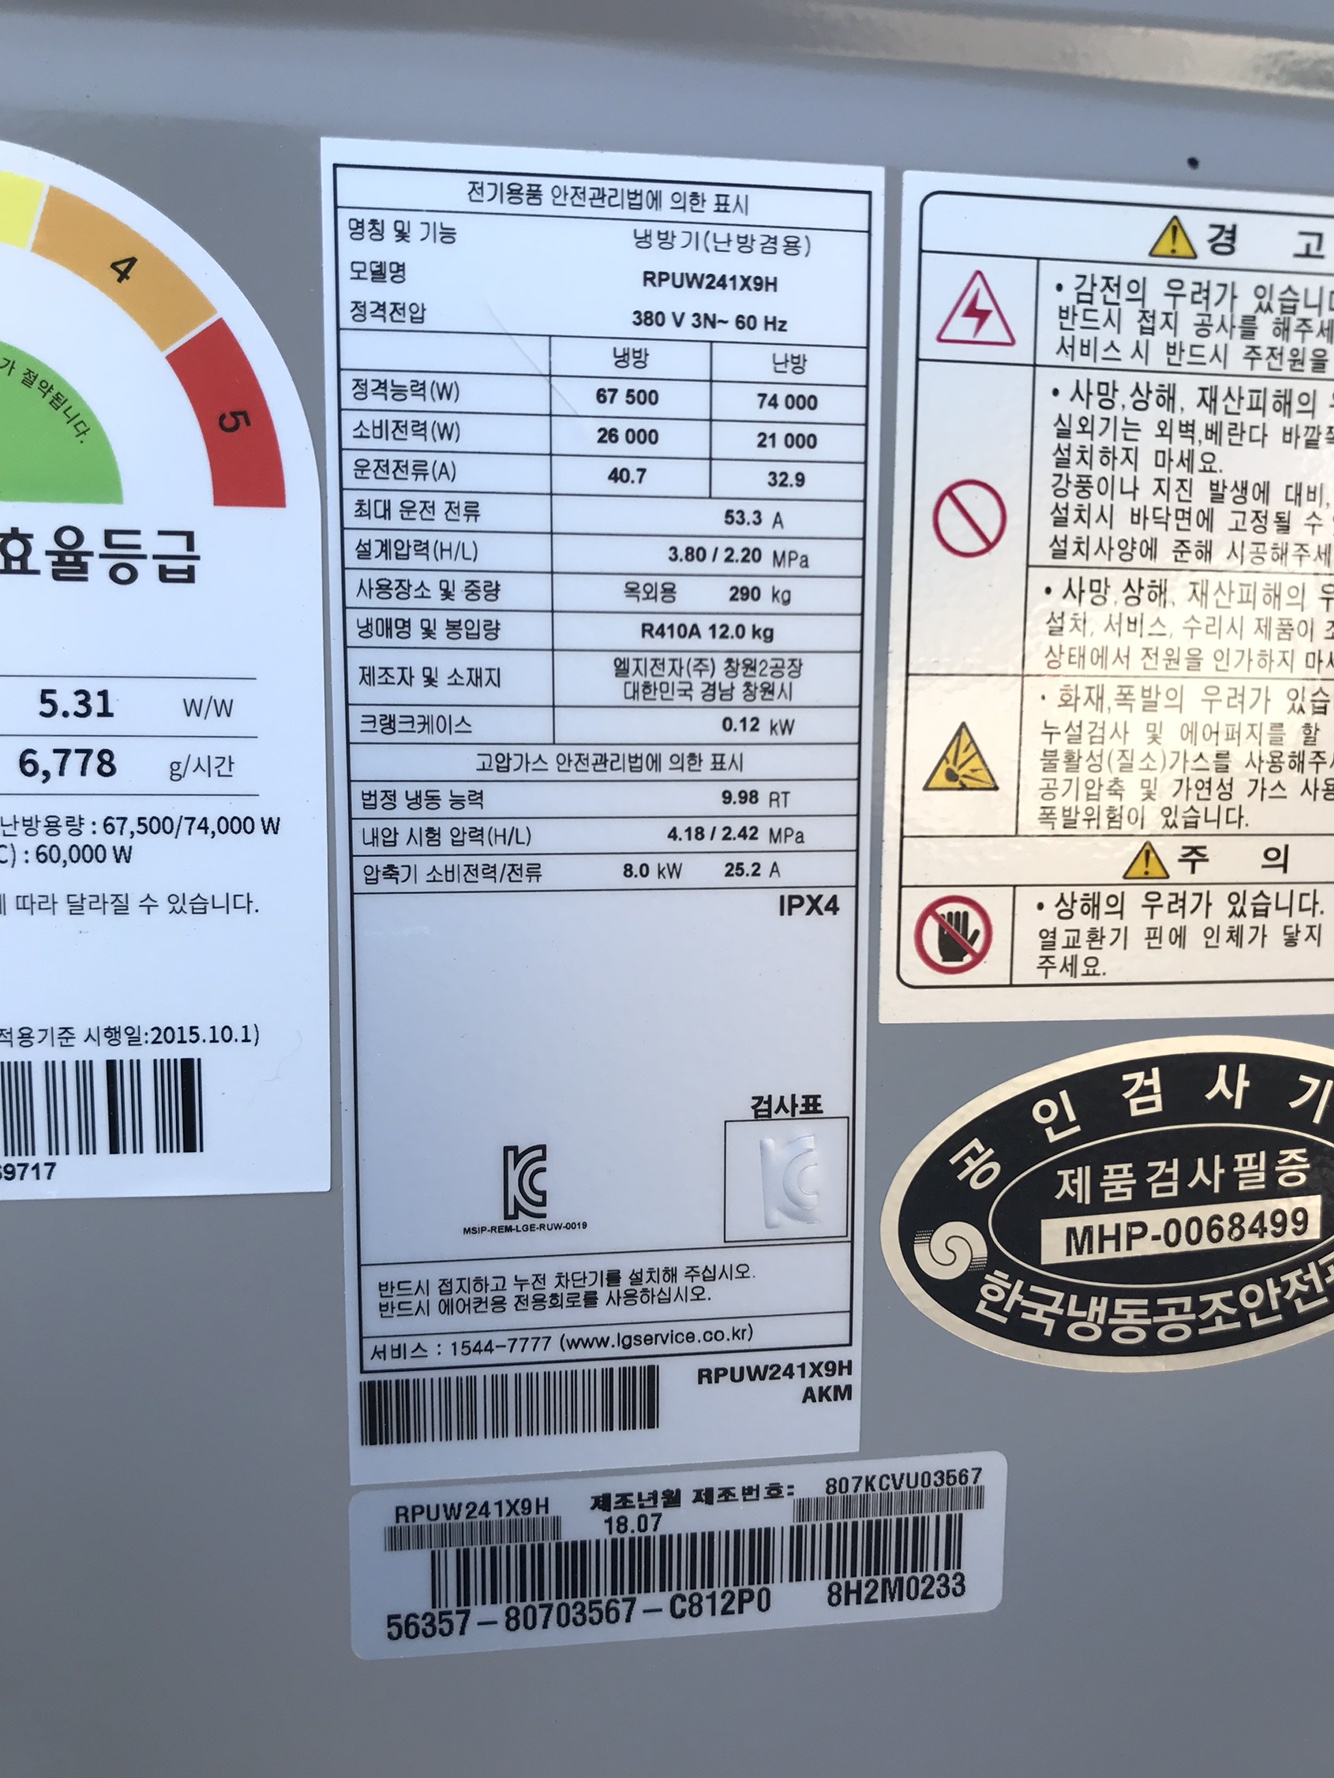 4
5
가 절약됩니다.
효율등급
5.31 W/W
6,778 g/시간
난방용량 : 67,500/74,000 W
C) : 60,000 W
따라 달라질 수 있습니다.
적용기준 시행일:2015.10.1)
69717
전기용품 안전관리법에 의한 표시
명칭 및 기능 냉방기(난방겸용)
모델명 RPUW241X9H
정격전압 380 V 3N~ 60 Hz
냉방 난방
정격능력(W) 67 500 74 000
소비전력(W) 26 000 21 000
운전전류(A) 40.7 32.9
최대 운전 전류 53.3 A
설계압력(H/L) 3.80 / 2.20 MPa
사용장소 및 중량 옥외용 290 kg
냉매명 및 봉입량 R410A 12.0 kg
제조자 및 소재지 엘지전자(주) 창원2공장
대한민국 경남 창원시
크랭크케이스 0.12 kW
고압가스 안전관리법에 의한 표시
법정 냉동 능력 9.98 RT
내압 시험 압력(H/L) 4.18 / 2.42 MPa
압축기 소비전력/전류 8.0 kW 25.2 A
IPX4
검사표
MSIP-REM-LGE-RUW-0019
반드시 접지하고 누전 차단기를 설치해 주십시오.
반드시 에어컨용 전용회로를 사용하십시오.
서비스 : 1544-7777 (www.lgservice.co.kr)
RPUW241X9H
AKM
RPUW241X9H 제조년월 제조번호: 807KCVU03567
18.07
56357-80703567-C812P0 8H2M0233
경 고
• 감전의 우려가 있습니다
반드시 접지 공사를 해주세
서비스 시 반드시 주전원을
• 사망,상해, 재산피해의
실외기는 외벽,베란다 바깥쪽
설치하지 마세요.
강풍이나 지진 발생에 대비,
설치시 바닥면에 고정될 수
설치사양에 준해 시공해주세
• 사망,상해, 재산피해의 우
설치, 서비스, 수리시 제품이
상태에서 전원을 인가하지 마세
• 화재,폭발의 우려가 있습
누설검사 및 에어퍼지를 할
불활성(질소)가스를 사용해주
공기압축 및 가연성 가스 사용
폭발위험이 있습니다.
주 의
• 상해의 우려가 있습니다.
열교환기 핀에 인체가 닿지
주세요.
공 인 검 사 기
제품검사필증
MHP-0068499
한국냉동공조안전